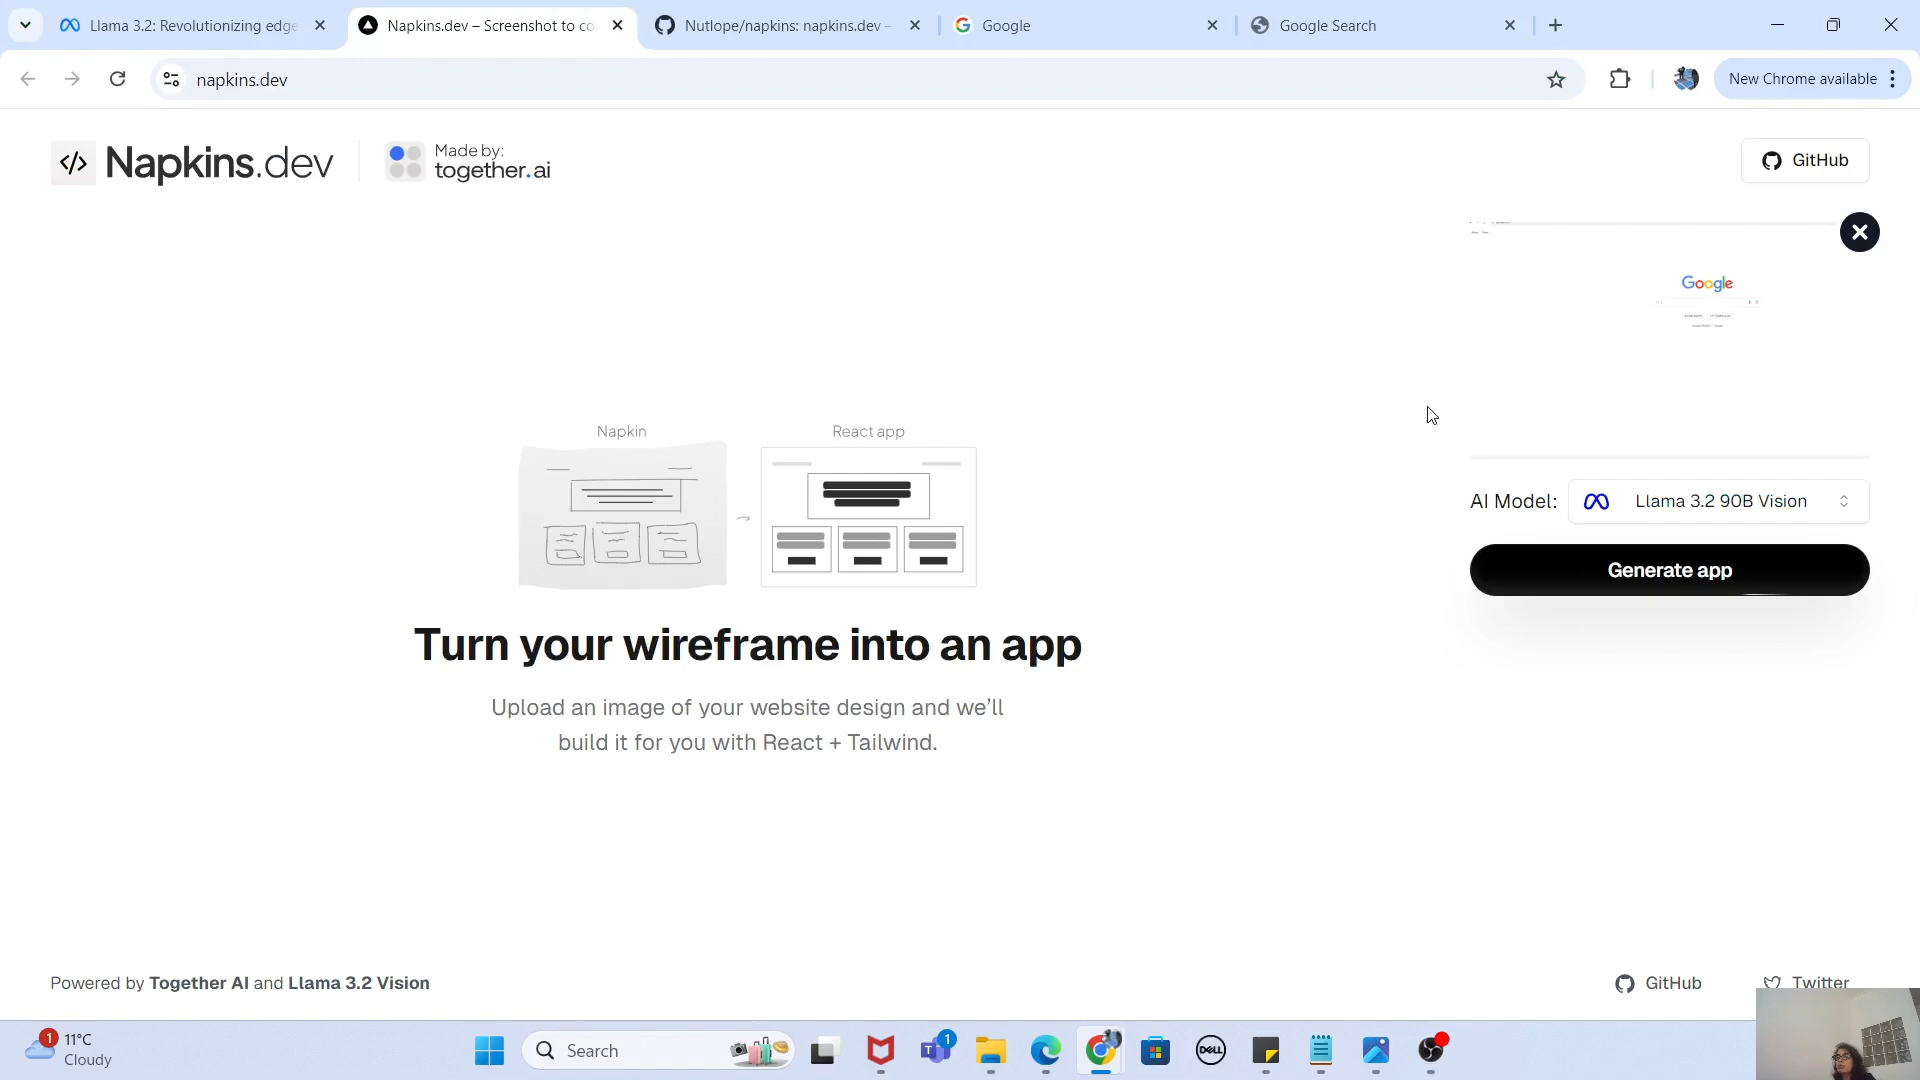 Llama 3.2: Revolutionizing edge
Napkins.dev – Screenshot to co
Nutlope/napkins: napkins.dev –
Google
Google Search
napkins.dev
New Chrome available
</> Napkins.dev
Made by:
together.ai
GitHub
Google
Napkin
React app
AI Model:
Llama 3.2 90B Vision
Generate app
Turn your wireframe into an app
Upload an image of your website design and we’ll
build it for you with React + Tailwind.
Powered by Together AI and Llama 3.2 Vision
GitHub
Twitter
1
11°C
Cloudy
Search
1
DELL